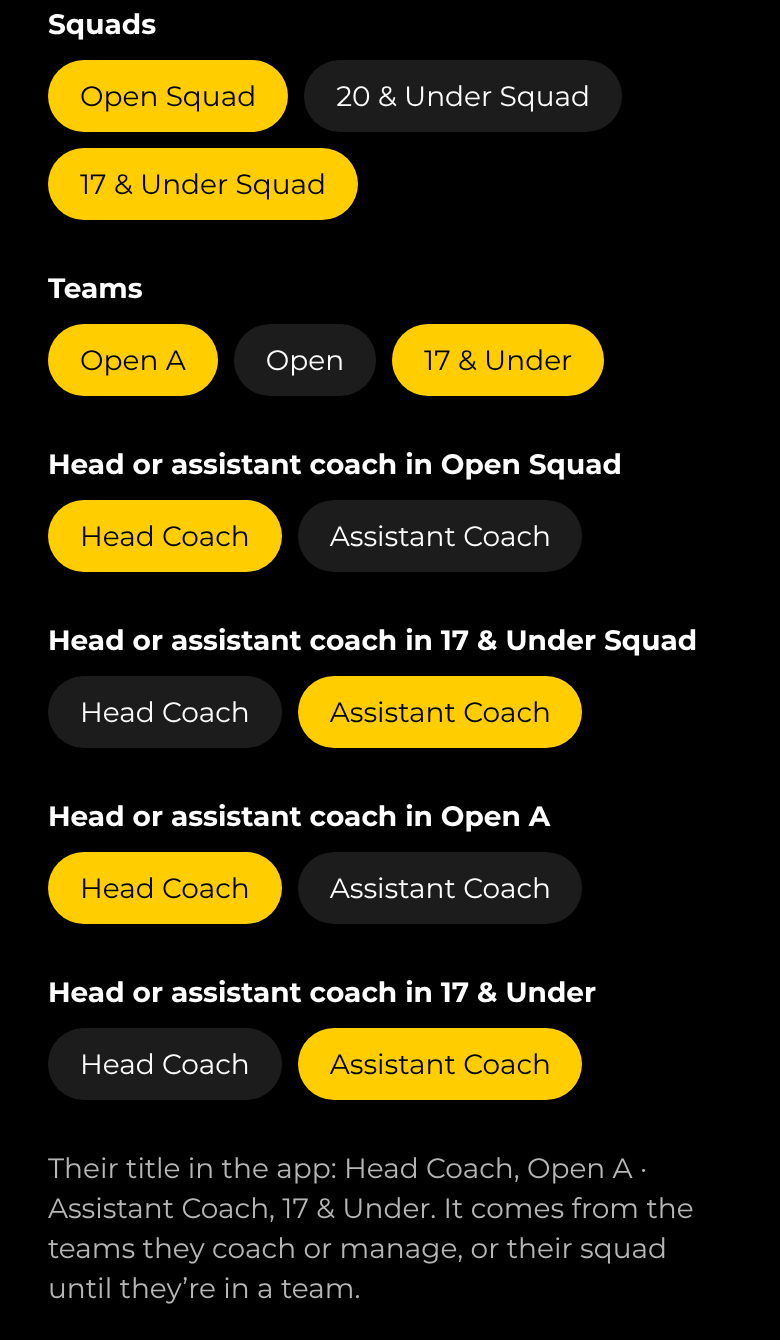 Squads
Open Squad
20 & Under Squad
17 & Under Squad
Teams
Open A
Open
17 & Under
Head or assistant coach in Open Squad
Head Coach
Assistant Coach
Head or assistant coach in 17 & Under Squad
Head Coach
Assistant Coach
Head or assistant coach in Open A
Head Coach
Assistant Coach
Head or assistant coach in 17 & Under
Head Coach
Assistant Coach
Their title in the app: Head Coach, Open A ·
Assistant Coach, 17 & Under. It comes from the
teams they coach or manage, or their squad
until they’re in a team.